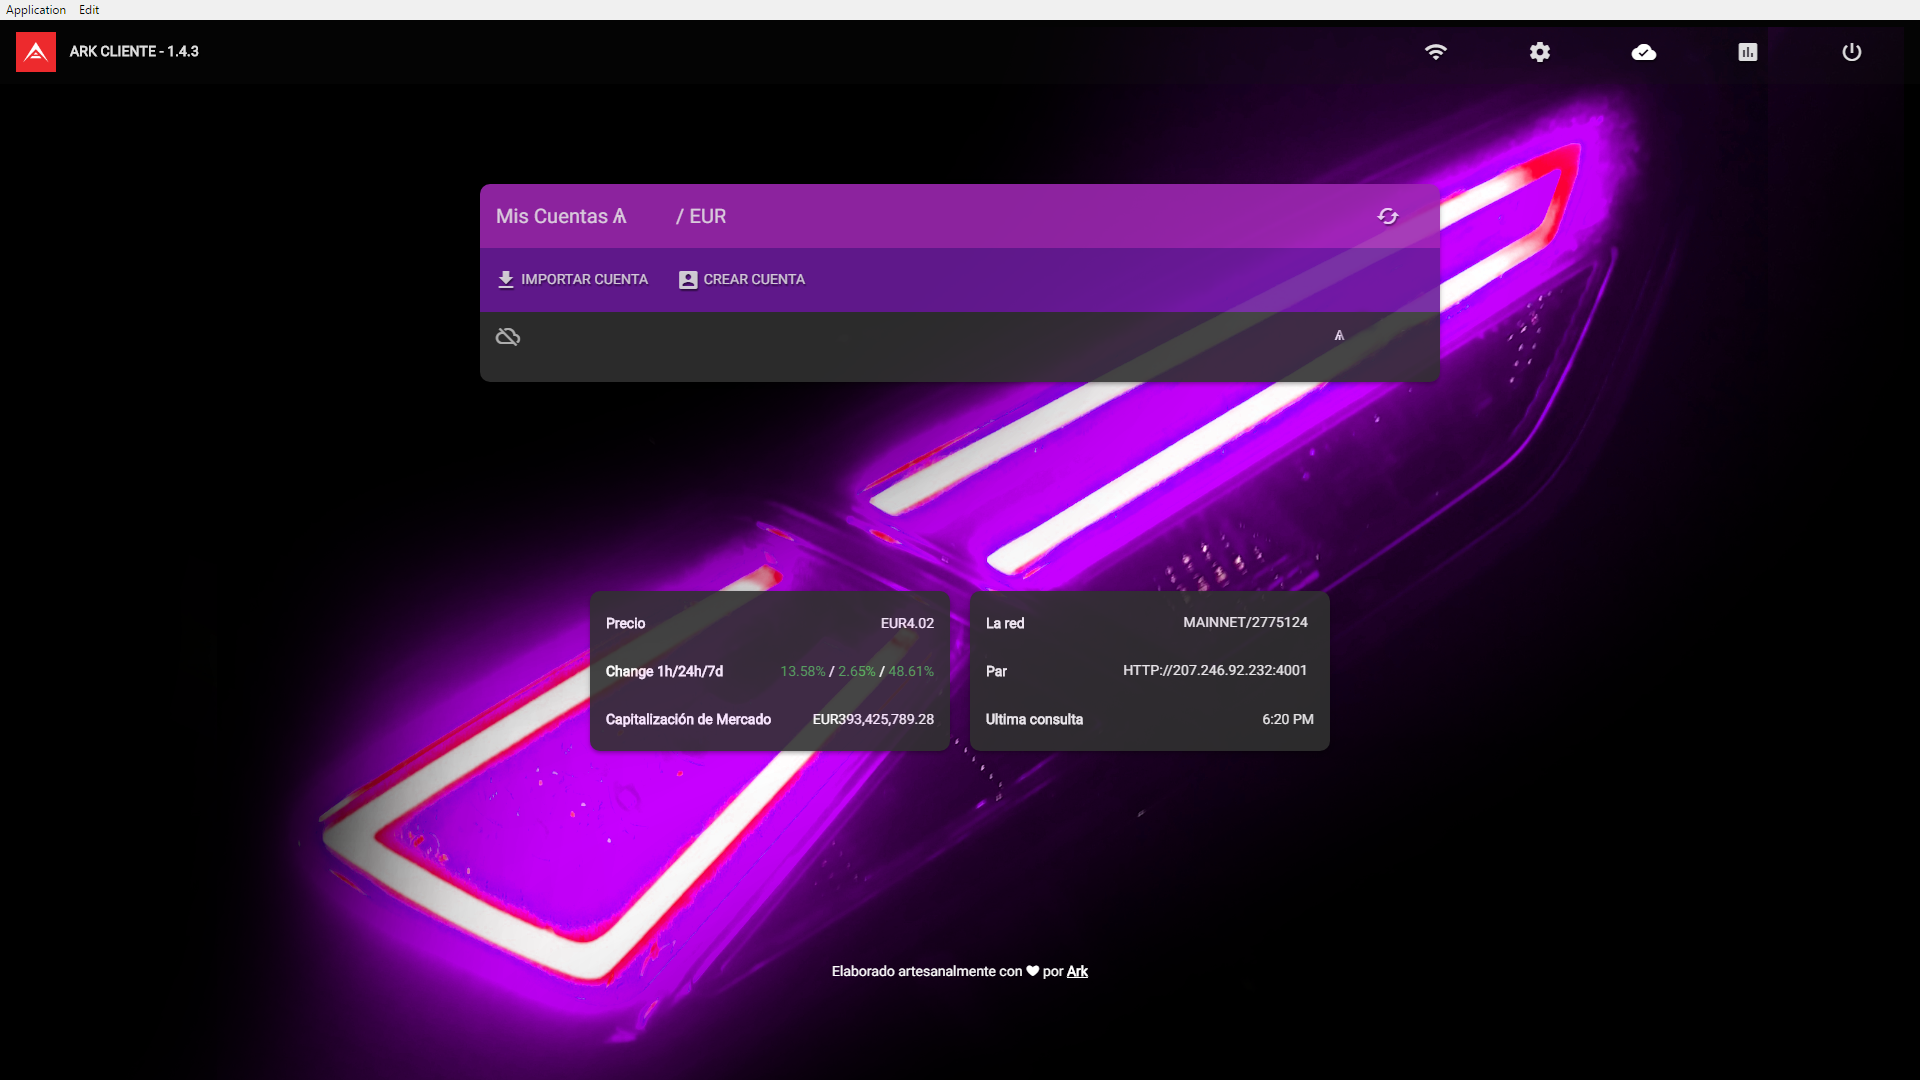 Application Edit
ARK CLIENTE - 1.4.3
Mis Cuentas Ѧ / EUR
IMPORTAR CUENTA CREAR CUENTA
Ѧ
Precio EUR4.02
Change 1h/24h/7d 13.58% / 2.65% / 48.61%
Capitalización de Mercado EUR393,425,789.28
La red MAINNET/2775124
Par HTTP://207.246.92.232:4001
Ultima consulta 6:20 PM
Elaborado artesanalmente con ♥ por Ark